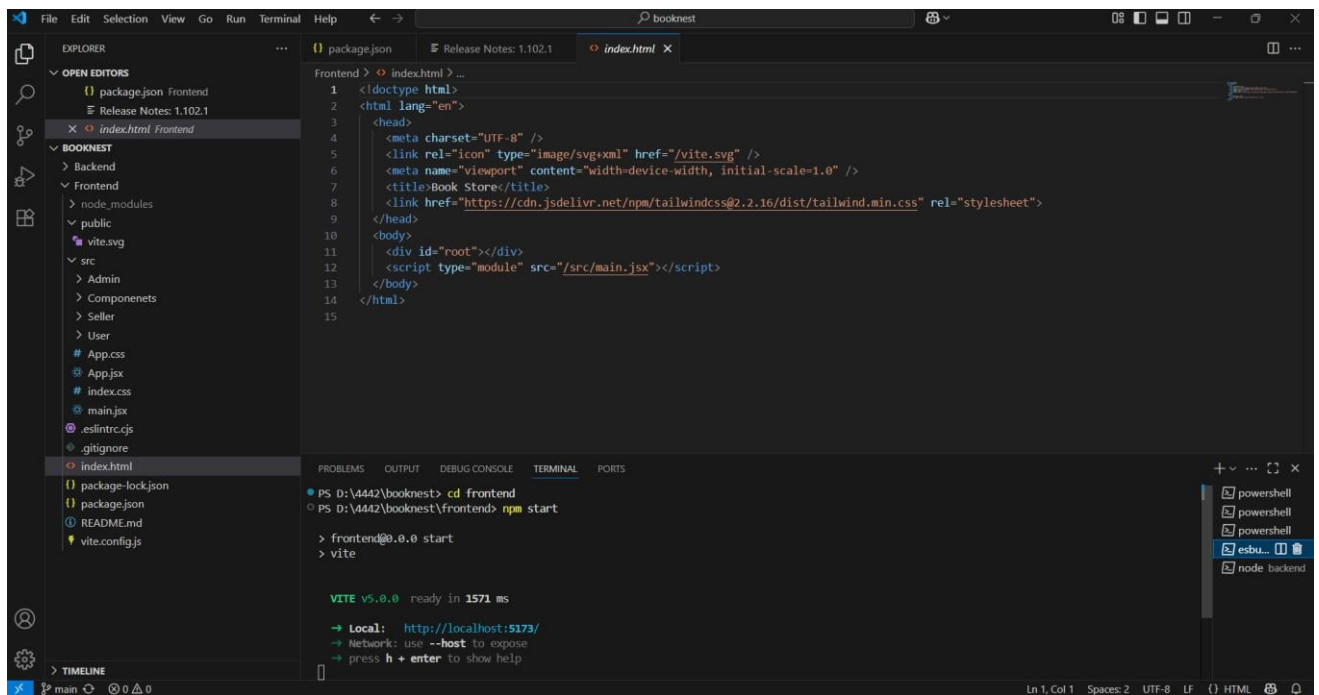 File Edit Selection View Go Run Terminal Help
booknest
EXPLORER
OPEN EDITORS
package.json Frontend
Release Notes: 1.102.1
index.html Frontend
BOOKNEST
Backend
Frontend
node_modules
public
vite.svg
src
Admin
Componenets
Seller
User
App.css
App.jsx
index.css
main.jsx
.eslintrc.cjs
.gitignore
index.html
package-lock.json
package.json
README.md
vite.config.js
TIMELINE
package.json Release Notes: 1.102.1 index.html
Frontend > index.html > ...
1 <!doctype html>
2 <html lang="en">
3 <head>
4 <meta charset="UTF-8" />
5 <link rel="icon" type="image/svg+xml" href="/vite.svg" />
6 <meta name="viewport" content="width=device-width, initial-scale=1.0" />
7 <title>Book Store</title>
8 <link href="https://cdn.jsdelivr.net/npm/tailwindcss@2.2.16/dist/tailwind.min.css" rel="stylesheet">
9 </head>
10 <body>
11 <div id="root"></div>
12 <script type="module" src="/src/main.jsx"></script>
13 </body>
14 </html>
15
PROBLEMS OUTPUT DEBUG CONSOLE TERMINAL PORTS
PS D:\4442\booknest> cd frontend
PS D:\4442\booknest\frontend> npm start
> frontend@0.0.0 start
> vite
VITE v5.0.0 ready in 1571 ms
➜ Local: http://localhost:5173/
➜ Network: use --host to expose
➜ press h + enter to show help
powershell
powershell
powershell
esbu...
node backend
main 0 0
Ln 1, Col 1 Spaces: 2 UTF-8 LF {} HTML